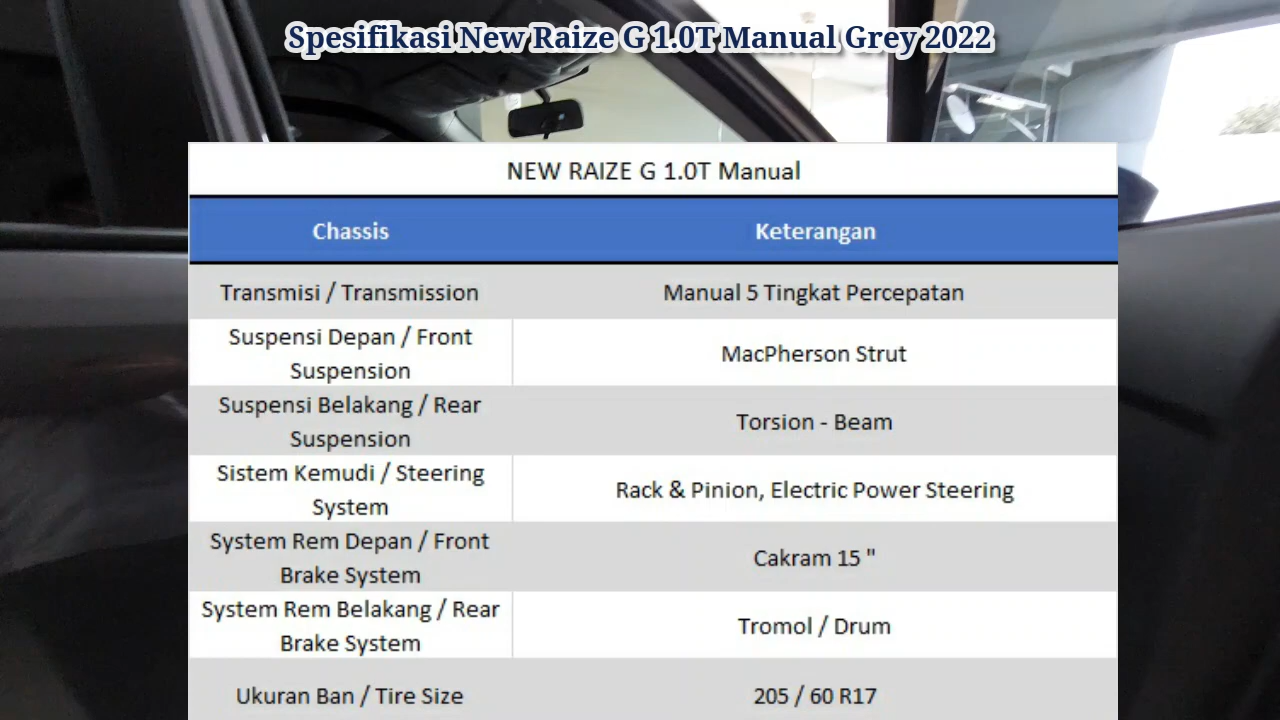 Spesifikasi New Raize G 1.0T Manual Grey 2022
NEW RAIZE G 1.0T Manual
Chassis
Keterangan
Transmisi / Transmission
Manual 5 Tingkat Percepatan
Suspensi Depan / Front
Suspension
MacPherson Strut
Suspensi Belakang / Rear
Suspension
Torsion - Beam
Sistem Kemudi / Steering
System
Rack & Pinion, Electric Power Steering
System Rem Depan / Front
Brake System
Cakram 15 "
System Rem Belakang / Rear
Brake System
Tromol / Drum
Ukuran Ban / Tire Size
205 / 60 R17